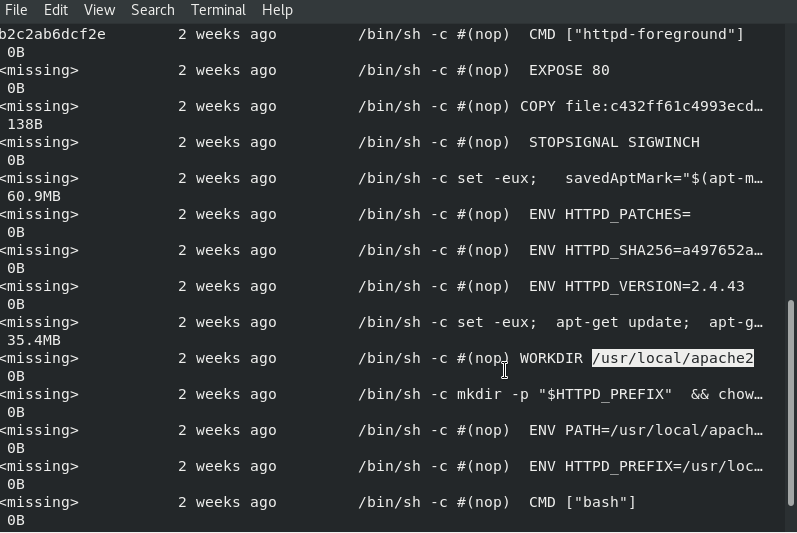 File Edit View Search Terminal Help
b2c2ab6dcf2e 2 weeks ago /bin/sh -c #(nop) CMD ["httpd-foreground"]
0B
<missing> 2 weeks ago /bin/sh -c #(nop) EXPOSE 80
0B
<missing> 2 weeks ago /bin/sh -c #(nop) COPY file:c432ff61c4993ecd…
138B
<missing> 2 weeks ago /bin/sh -c #(nop) STOPSIGNAL SIGWINCH
0B
<missing> 2 weeks ago /bin/sh -c set -eux; savedAptMark="$(apt-m…
60.9MB
<missing> 2 weeks ago /bin/sh -c #(nop) ENV HTTPD_PATCHES=
0B
<missing> 2 weeks ago /bin/sh -c #(nop) ENV HTTPD_SHA256=a497652a…
0B
<missing> 2 weeks ago /bin/sh -c #(nop) ENV HTTPD_VERSION=2.4.43
0B
<missing> 2 weeks ago /bin/sh -c set -eux; apt-get update; apt-g…
35.4MB
<missing> 2 weeks ago /bin/sh -c #(nop) WORKDIR /usr/local/apache2
0B
<missing> 2 weeks ago /bin/sh -c mkdir -p "$HTTPD_PREFIX" && chow…
0B
<missing> 2 weeks ago /bin/sh -c #(nop) ENV PATH=/usr/local/apach…
0B
<missing> 2 weeks ago /bin/sh -c #(nop) ENV HTTPD_PREFIX=/usr/loc…
0B
<missing> 2 weeks ago /bin/sh -c #(nop) CMD ["bash"]
0B